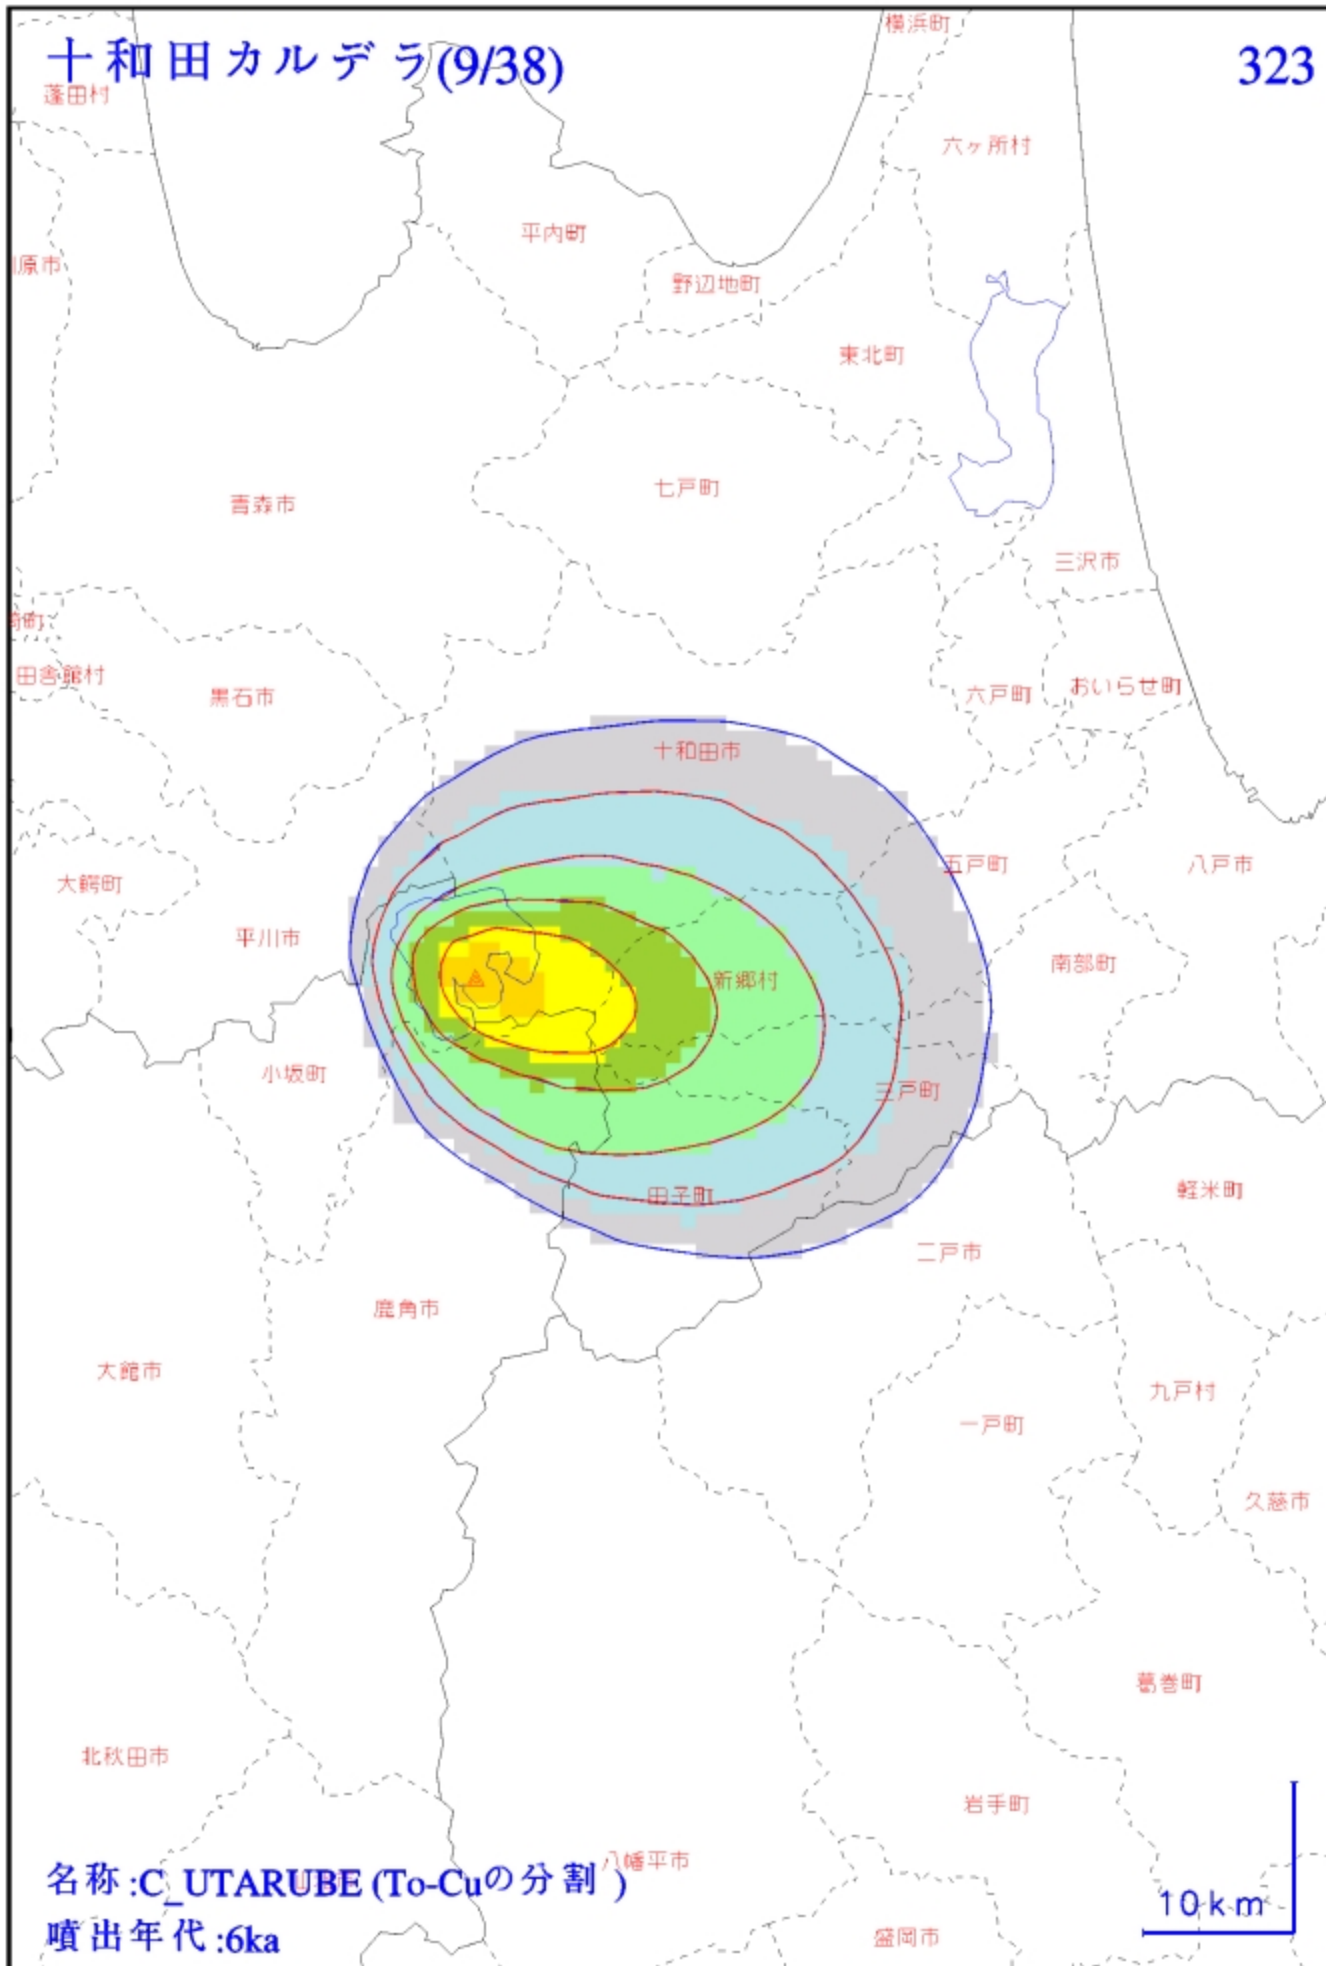 十和田カルデラ(9/38)
323
横浜町
蓬田村
六ヶ所村
平内町
原市
野辺地町
東北町
七戸町
青森市
三沢市
田舎館村
おいらせ町
六戸町
黒石市
十和田市
五戸町
八戸市
大鰐町
平川市
南部町
新郷村
小坂町
三戸町
軽米町
田子町
二戸市
鹿角市
大館市
九戸村
一戸町
久慈市
葛巻町
北秋田市
岩手町
八幡平市
名称:C_UTARUBE (To-Cuの分割 )
10km
噴出年代:6ka
盛岡市